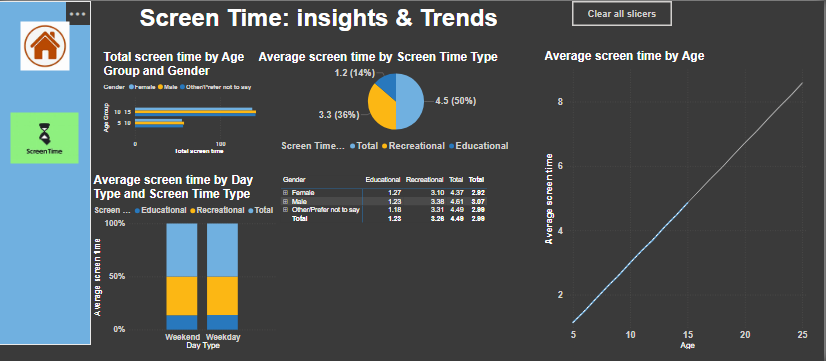 Screen Time: insights & Trends
Clear all slicers
ScreenTime
Total screen time by Age
Group and Gender
Gender Female Male Other/Prefer not to say
Age Group
10 15
5 10
0 100
Total screen time
Average screen time by Screen Time Type
1.2 (14%)
3.3 (36%)
4.5 (50%)
Screen Time... Total Recreational Educational
Average screen time by Age
Average screen time
8
6
4
2
5 10 15 20 25
Age
Average screen time by Day
Type and Screen Time Type
Screen ... Educational Recreational Total
Average screen time
100%
50%
0%
Weekend Weekday
Day Type
Gender Educational Recreational Total Total
Female 1.27 3.10 4.37 2.92
Male 1.23 3.38 4.61 3.07
Other/Prefer not to say 1.18 3.31 4.49 2.99
Total 1.23 3.26 4.49 2.99